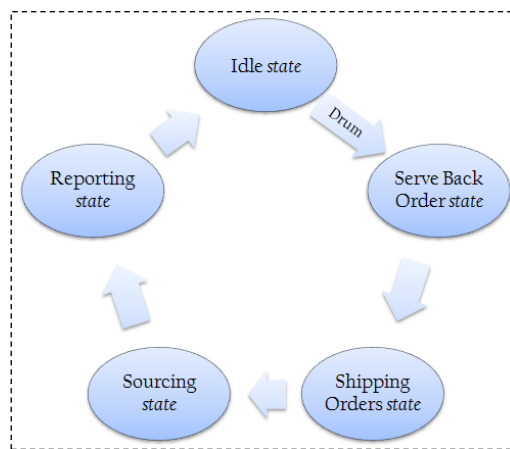 Idle state
Drum
Serve Back
Order state
Shipping
Orders state
Sourcing
state
Reporting
state